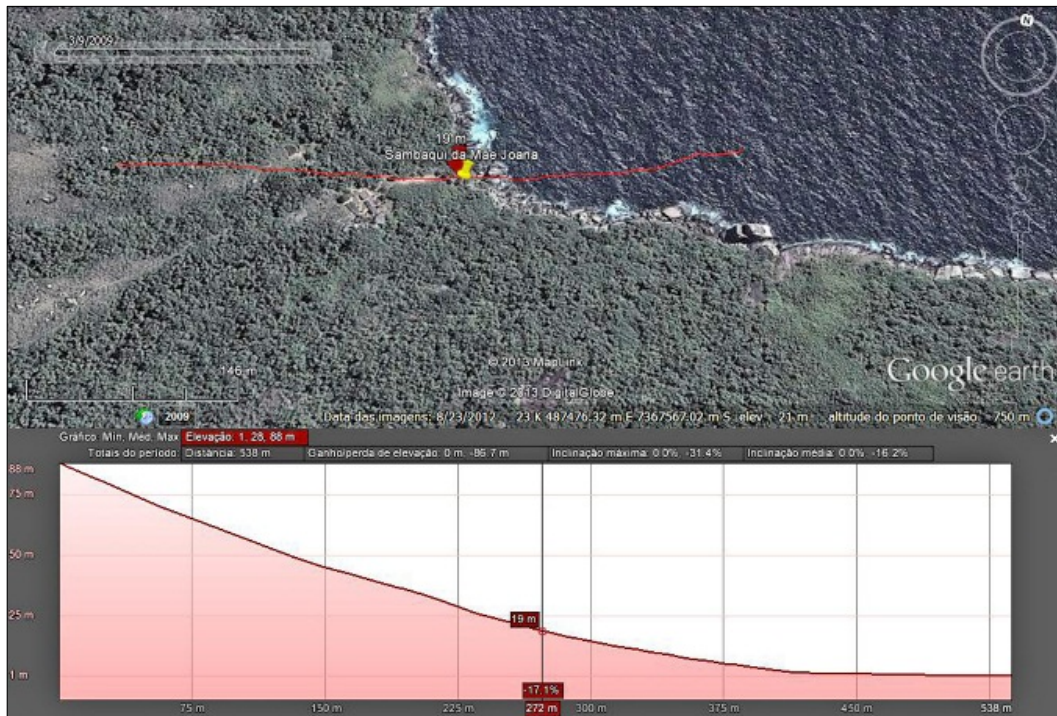 3/9/2009
N
19 m
Sambaqui da Mãe Joana
© 2013 MapLink
146 m
Image © 2013 DigitalGlobe
Google earth
2009
Data das imagens: 8/23/2012 23 K 487476.32 m E 7367567.02 m S elev 21 m altitude do ponto de visão 750 m
Gráfico: Min, Méd, Max Elevação: 1, 28, 88 m
Totais do período: Distância: 538 m Ganho/perda de elevação: 0 m, -86.7 m Inclinação máxima: 0.0%, -31.4% Inclinação média: 0.0%, -16.2%
88 m
75 m
50 m
25 m
19 m
1 m
-17.1%
75 m 150 m 225 m 272 m 300 m 375 m 450 m 538 m